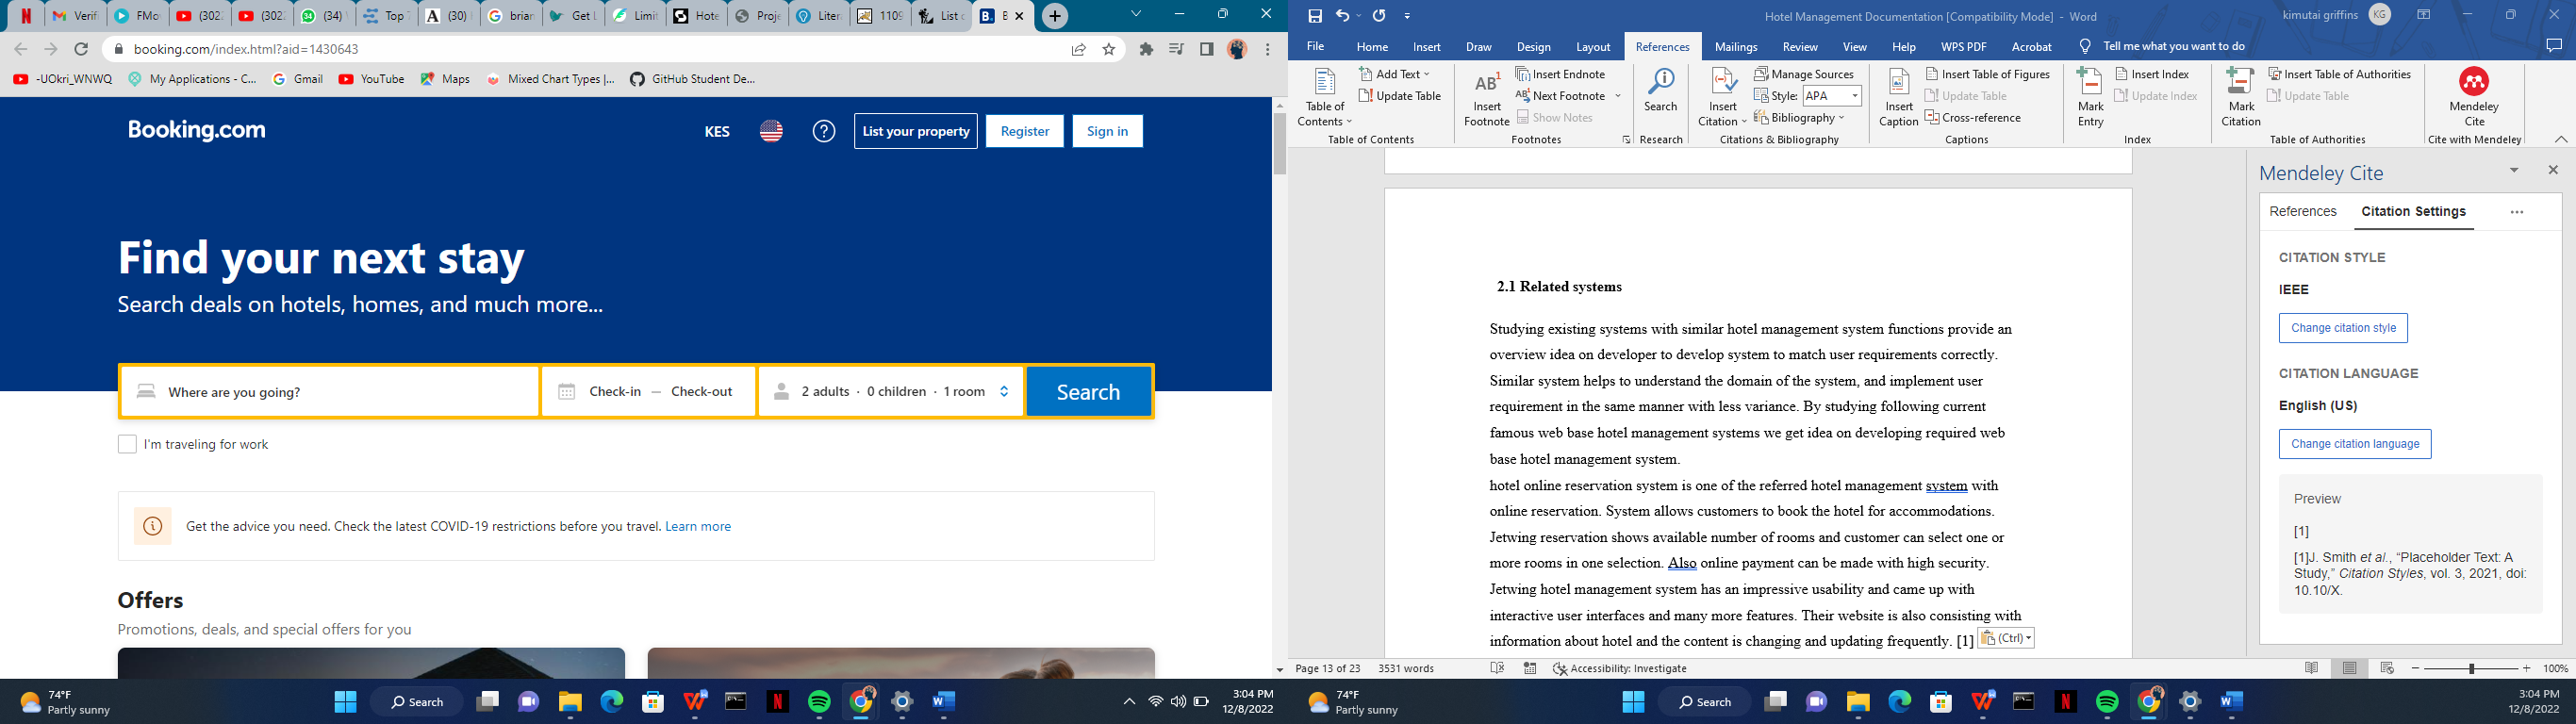 Verifi
FMov
(302
(302
(34)
Top
(30)
brian
Get L
Limit
Hote
Proje
Liter
1109
List o
booking.com/index.html?aid=1430643
-UOkri_WNWQ
My Applications - C...
Gmail
YouTube
Maps
Mixed Chart Types |...
GitHub Student De...
Booking.com
KES
List your property
Register
Sign in
Find your next stay
Search deals on hotels, homes, and much more...
Where are you going?
Check-in — Check-out
2 adults · 0 children · 1 room
Search
I'm traveling for work
Get the advice you need. Check the latest COVID-19 restrictions before you travel. Learn more
Offers
Promotions, deals, and special offers for you
74°F
Partly sunny
Search
3:04 PM
12/8/2022
Hotel Management Documentation [Compatibility Mode] - Word
kimutai griffins
KG
File Home Insert Draw Design Layout References Mailings Review View Help WPS PDF Acrobat Tell me what you want to do
Table of Contents
Add Text
Update Table
Table of Contents
AB1
Insert Footnote
Insert Endnote
Next Footnote
Show Notes
Footnotes
Search
Research
Insert Citation
Manage Sources
Style: APA
Bibliography
Citations & Bibliography
Insert Caption
Insert Table of Figures
Update Table
Cross-reference
Captions
Mark Entry
Insert Index
Update Index
Index
Mark Citation
Insert Table of Authorities
Update Table
Table of Authorities
Mendeley Cite
Cite with Mendeley
2.1 Related systems
Studying existing systems with similar hotel management system functions provide an
overview idea on developer to develop system to match user requirements correctly.
Similar system helps to understand the domain of the system, and implement user
requirement in the same manner with less variance. By studying following current
famous web base hotel management systems we get idea on developing required web
base hotel management system.
hotel online reservation system is one of the referred hotel management system with
online reservation. System allows customers to book the hotel for accommodations.
Jetwing reservation shows available number of rooms and customer can select one or
more rooms in one selection. Also online payment can be made with high security.
Jetwing hotel management system has an impressive usability and came up with
interactive user interfaces and many more features. Their website is also consisting with
information about hotel and the content is changing and updating frequently. [1]
(Ctrl)
Mendeley Cite
References
Citation Settings
CITATION STYLE
IEEE
Change citation style
CITATION LANGUAGE
English (US)
Change citation language
Preview
[1]
[1]J. Smith et al., “Placeholder Text: A
Study,” Citation Styles, vol. 3, 2021, doi:
10.10/X.
Page 13 of 23
3531 words
Accessibility: Investigate
100%
74°F
Partly sunny
Search
3:04 PM
12/8/2022